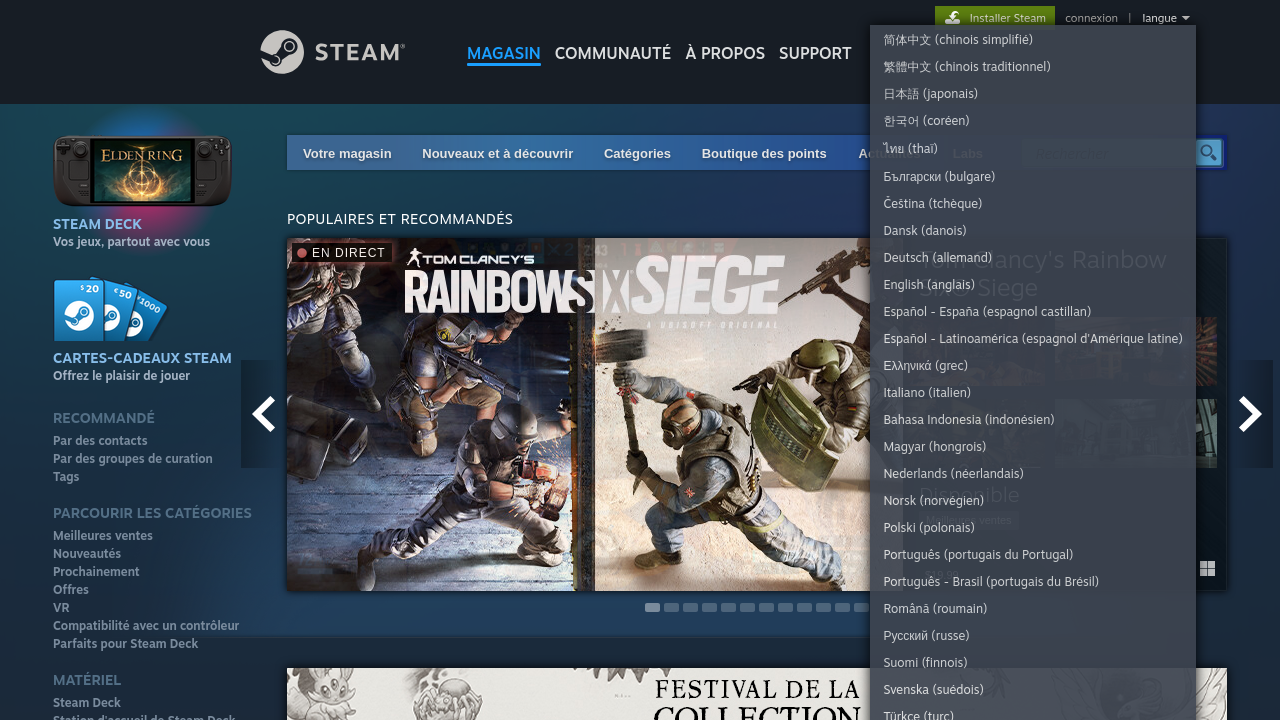 Installer Steam
connexion
|
langue
STEAM®
MAGASIN
COMMUNAUTÉ
À PROPOS
SUPPORT
简体中文 (chinois simplifié)
繁體中文 (chinois traditionnel)
日本語 (japonais)
한국어 (coréen)
ไทย (thaï)
Български (bulgare)
Čeština (tchèque)
Dansk (danois)
Deutsch (allemand)
English (anglais)
Español - España (espagnol castillan)
Español - Latinoamérica (espagnol d'Amérique latine)
Ελληνικά (grec)
Italiano (italien)
Bahasa Indonesia (indonésien)
Magyar (hongrois)
Nederlands (néerlandais)
Norsk (norvégien)
Polski (polonais)
Português (portugais du Portugal)
Português - Brasil (portugais du Brésil)
Română (roumain)
Русский (russe)
Suomi (finnois)
Svenska (suédois)
Türkçe (turc)
ELDEN RING
STEAM DECK
Vos jeux, partout avec vous
$ 20
€ 50
1000
CARTES-CADEAUX STEAM
Offrez le plaisir de jouer
RECOMMANDÉ
Par des contacts
Par des groupes de curation
Tags
PARCOURIR LES CATÉGORIES
Meilleures ventes
Nouveautés
Prochainement
Offres
VR
Compatibilité avec un contrôleur
Parfaits pour Steam Deck
MATÉRIEL
Steam Deck
Station d'accueil de Steam Deck
Votre magasin
Nouveaux et à découvrir
Catégories
Boutique des points
Actualités
Labs
POPULAIRES ET RECOMMANDÉS
EN DIRECT
TOM CLANCY'S
RAINBOW SIX SIEGE
A UBISOFT ORIGINAL
Tom Clancy's Rainbow
Six® Siege
Disponible
FESTIVAL DE LA
COLLECTION